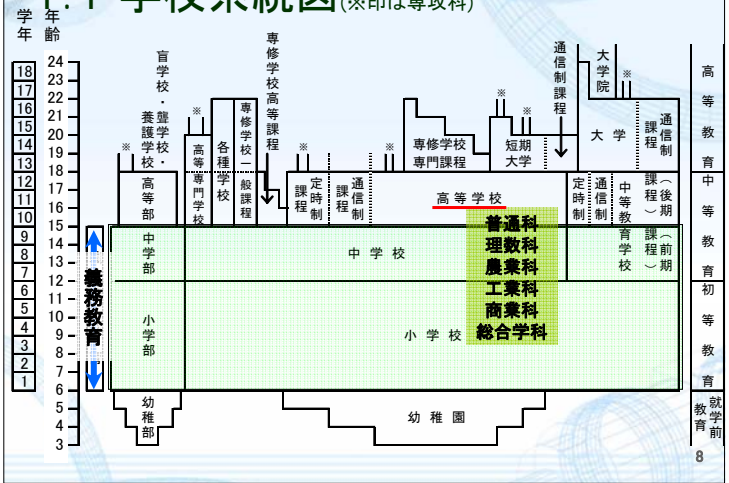 1.1 学校系統図(※印は専攻科)
学年
年齢
18
17
16
15
14
13
12
11
10
9
8
7
6
5
4
3
2
1
24
23
22
21
20
19
18
17
16
15
14
13
12
11
10
9
8
7
6
5
4
3
義務教育
盲学校・聾学校・養護学校
※
高等部
中学部
小学部
幼稚部
※
高等専門学校
各種学校
専修学校一般課程
専修学校高等課程
※
定時制課程
通信制課程
※
専修学校
専門課程
※
※
短期
大学
通信制課程
大学院
※
大学
通信制課程
高等学校
普通科
理数科
農業科
工業科
商業科
総合学科
定時制
通信制
中等教育学校
(後期課程)
(前期課程)
中学校
小学校
幼稚園
高等教育
中等教育
初等教育
就学前教育
8